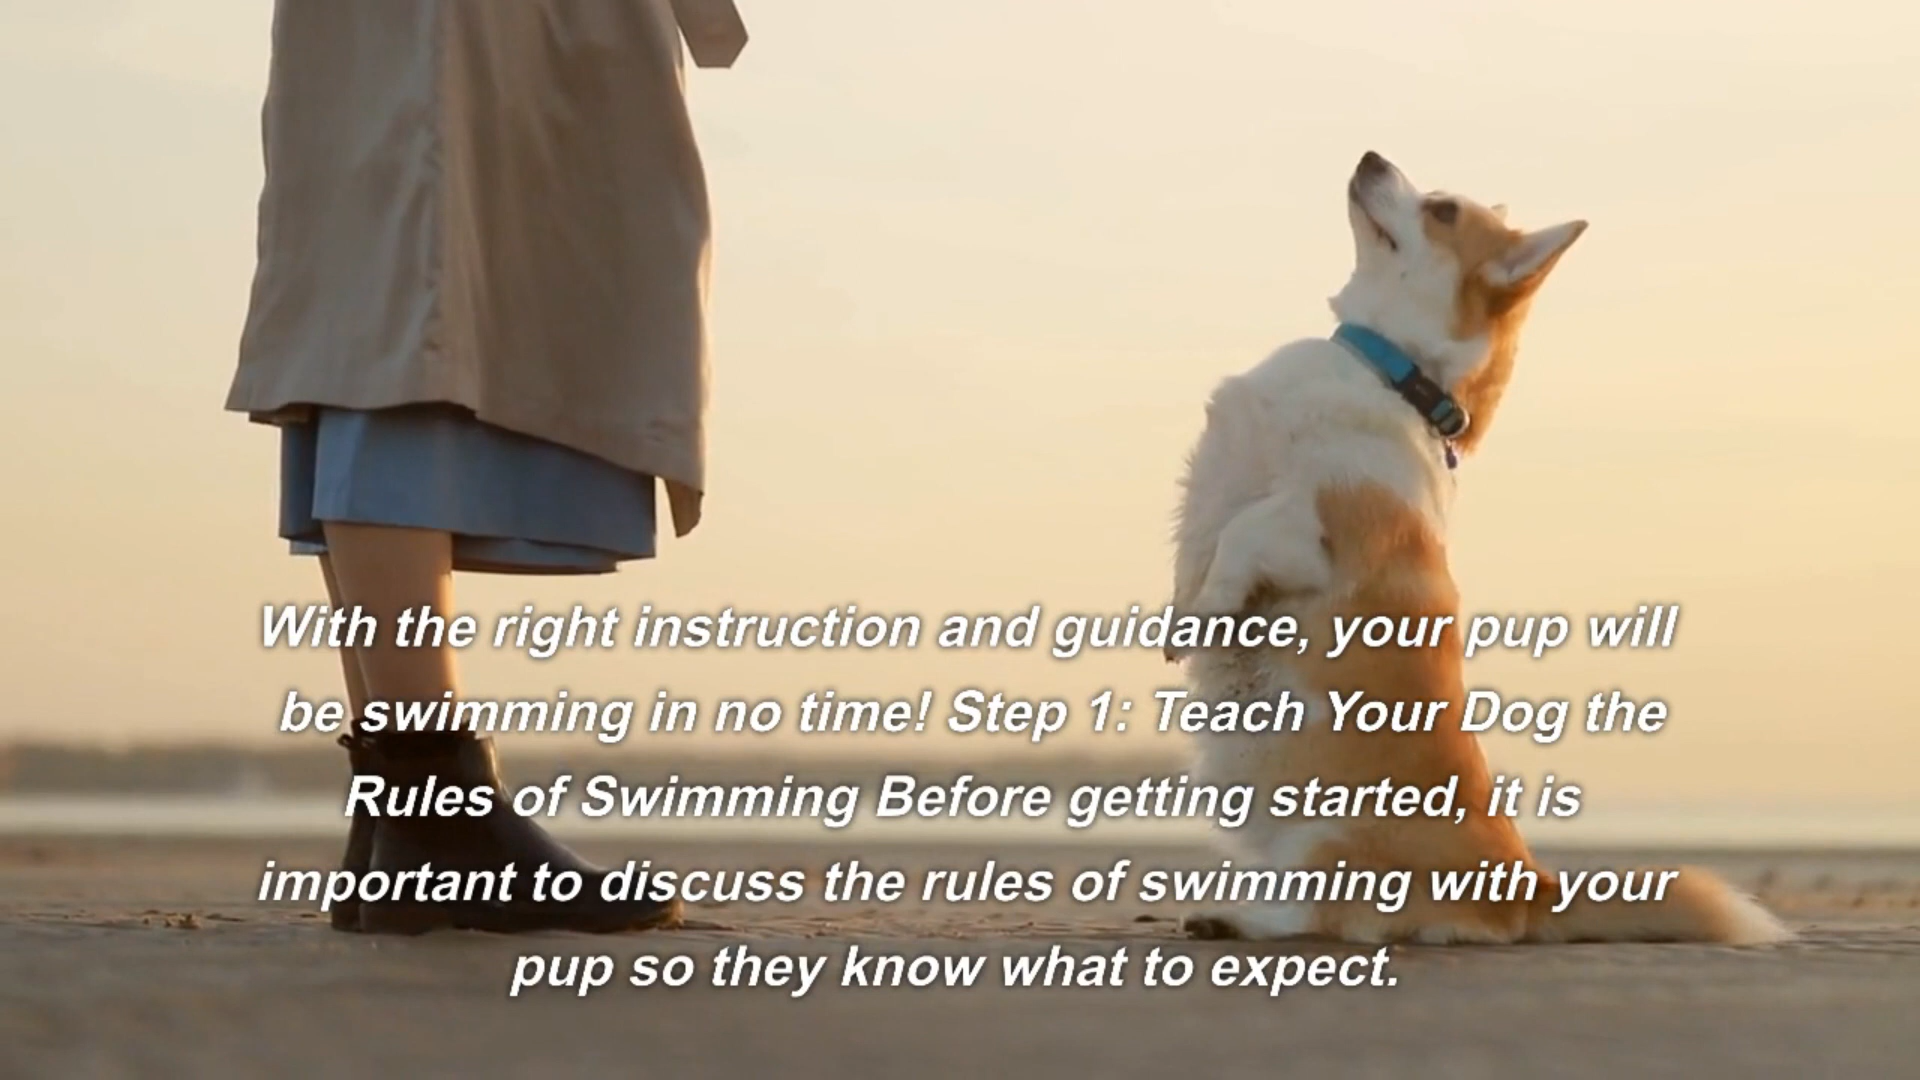 With the right instruction and guidance, your pup will
be swimming in no time! Step 1: Teach Your Dog the
Rules of Swimming Before getting started, it is
important to discuss the rules of swimming with your
pup so they know what to expect.